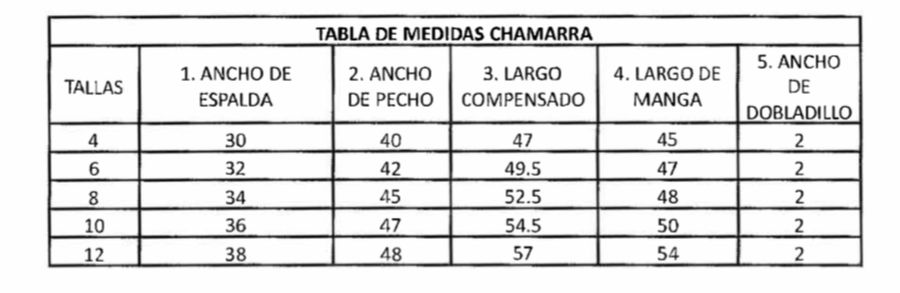 TABLA DE MEDIDAS CHAMARRA
TALLAS 1. ANCHO DE ESPALDA 2. ANCHO DE PECHO 3. LARGO COMPENSADO 4. LARGO DE MANGA 5. ANCHO DE DOBLADILLO
4 30 40 47 45 2
6 32 42 49.5 47 2
8 34 45 52.5 48 2
10 36 47 54.5 50 2
12 38 48 57 54 2